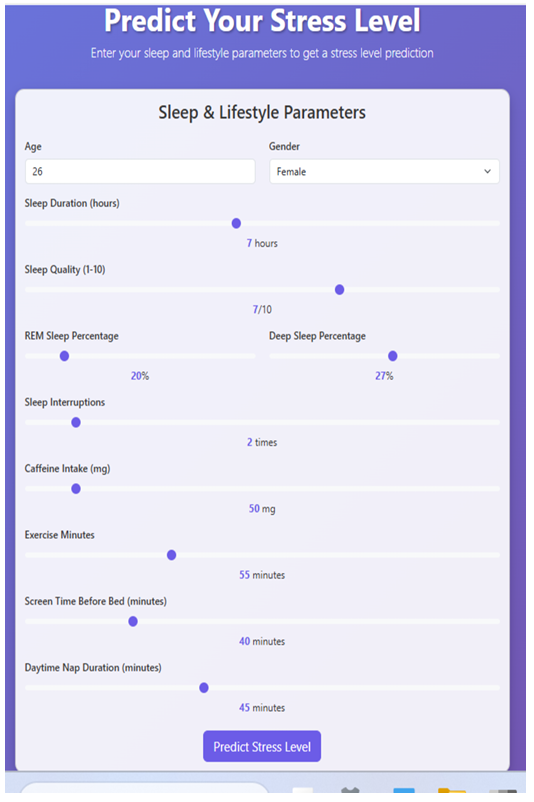 Predict Your Stress Level
Enter your sleep and lifestyle parameters to get a stress level prediction
Sleep & Lifestyle Parameters
Age
Gender
26
Female
Sleep Duration (hours)
7 hours
Sleep Quality (1-10)
7/10
REM Sleep Percentage
Deep Sleep Percentage
20%
27%
Sleep Interruptions
2 times
Caffeine Intake (mg)
50 mg
Exercise Minutes
55 minutes
Screen Time Before Bed (minutes)
40 minutes
Daytime Nap Duration (minutes)
45 minutes
Predict Stress Level